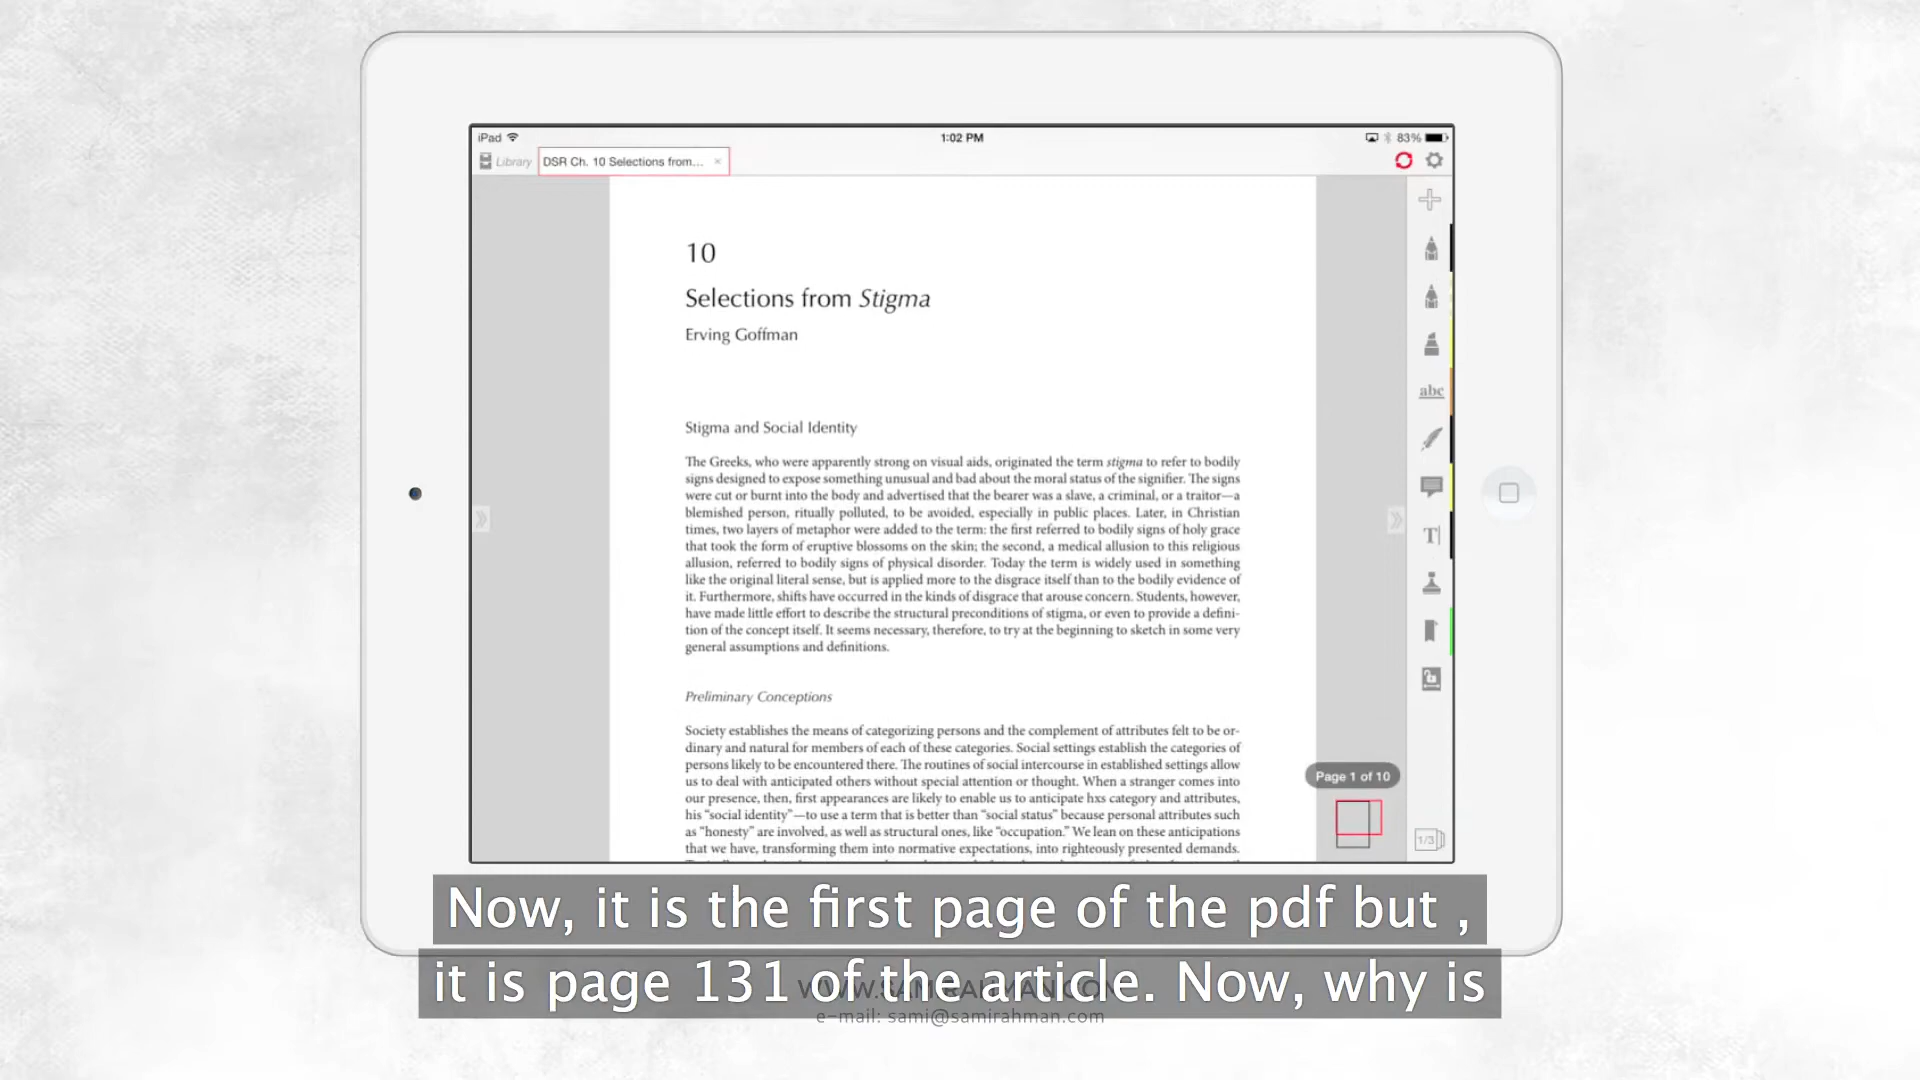 iPad
1:02 PM
83%
Library
DSR Ch. 10 Selections from...
10
Selections from Stigma
Erving Goffman
Stigma and Social Identity
The Greeks, who were apparently strong on visual aids, originated the term stigma to refer to bodily
signs designed to expose something unusual and bad about the moral status of the signifier. The signs
were cut or burnt into the body and advertised that the bearer was a slave, a criminal, or a traitor—a
blemished person, ritually polluted, to be avoided, especially in public places. Later, in Christian
times, two layers of metaphor were added to the term: the first referred to bodily signs of holy grace
that took the form of eruptive blossoms on the skin; the second, a medical allusion to this religious
allusion, referred to bodily signs of physical disorder. Today the term is widely used in something
like the original literal sense, but is applied more to the disgrace itself than to the bodily evidence of
it. Furthermore, shifts have occurred in the kinds of disgrace that arouse concern. Students, however,
have made little effort to describe the structural preconditions of stigma, or even to provide a defini-
tion of the concept itself. It seems necessary, therefore, to try at the beginning to sketch in some very
general assumptions and definitions.
Preliminary Conceptions
Society establishes the means of categorizing persons and the complement of attributes felt to be or-
dinary and natural for members of each of these categories. Social settings establish the categories of
persons likely to be encountered there. The routines of social intercourse in established settings allow
us to deal with anticipated others without special attention or thought. When a stranger comes into
our presence, then, first appearances are likely to enable us to anticipate hxs category and attributes,
his “social identity”—to use a term that is better than “social status” because personal attributes such
as “honesty” are involved, as well as structural ones, like “occupation.” We lean on these anticipations
that we have, transforming them into normative expectations, into righteously presented demands.
abc
T
Page 1 of 10
1/3
Now, it is the first page of the pdf but ,
it is page 131 of the article. Now, why is
WWW.SAMIRAHMAN.COM
e-mail: sami@samirahman.com